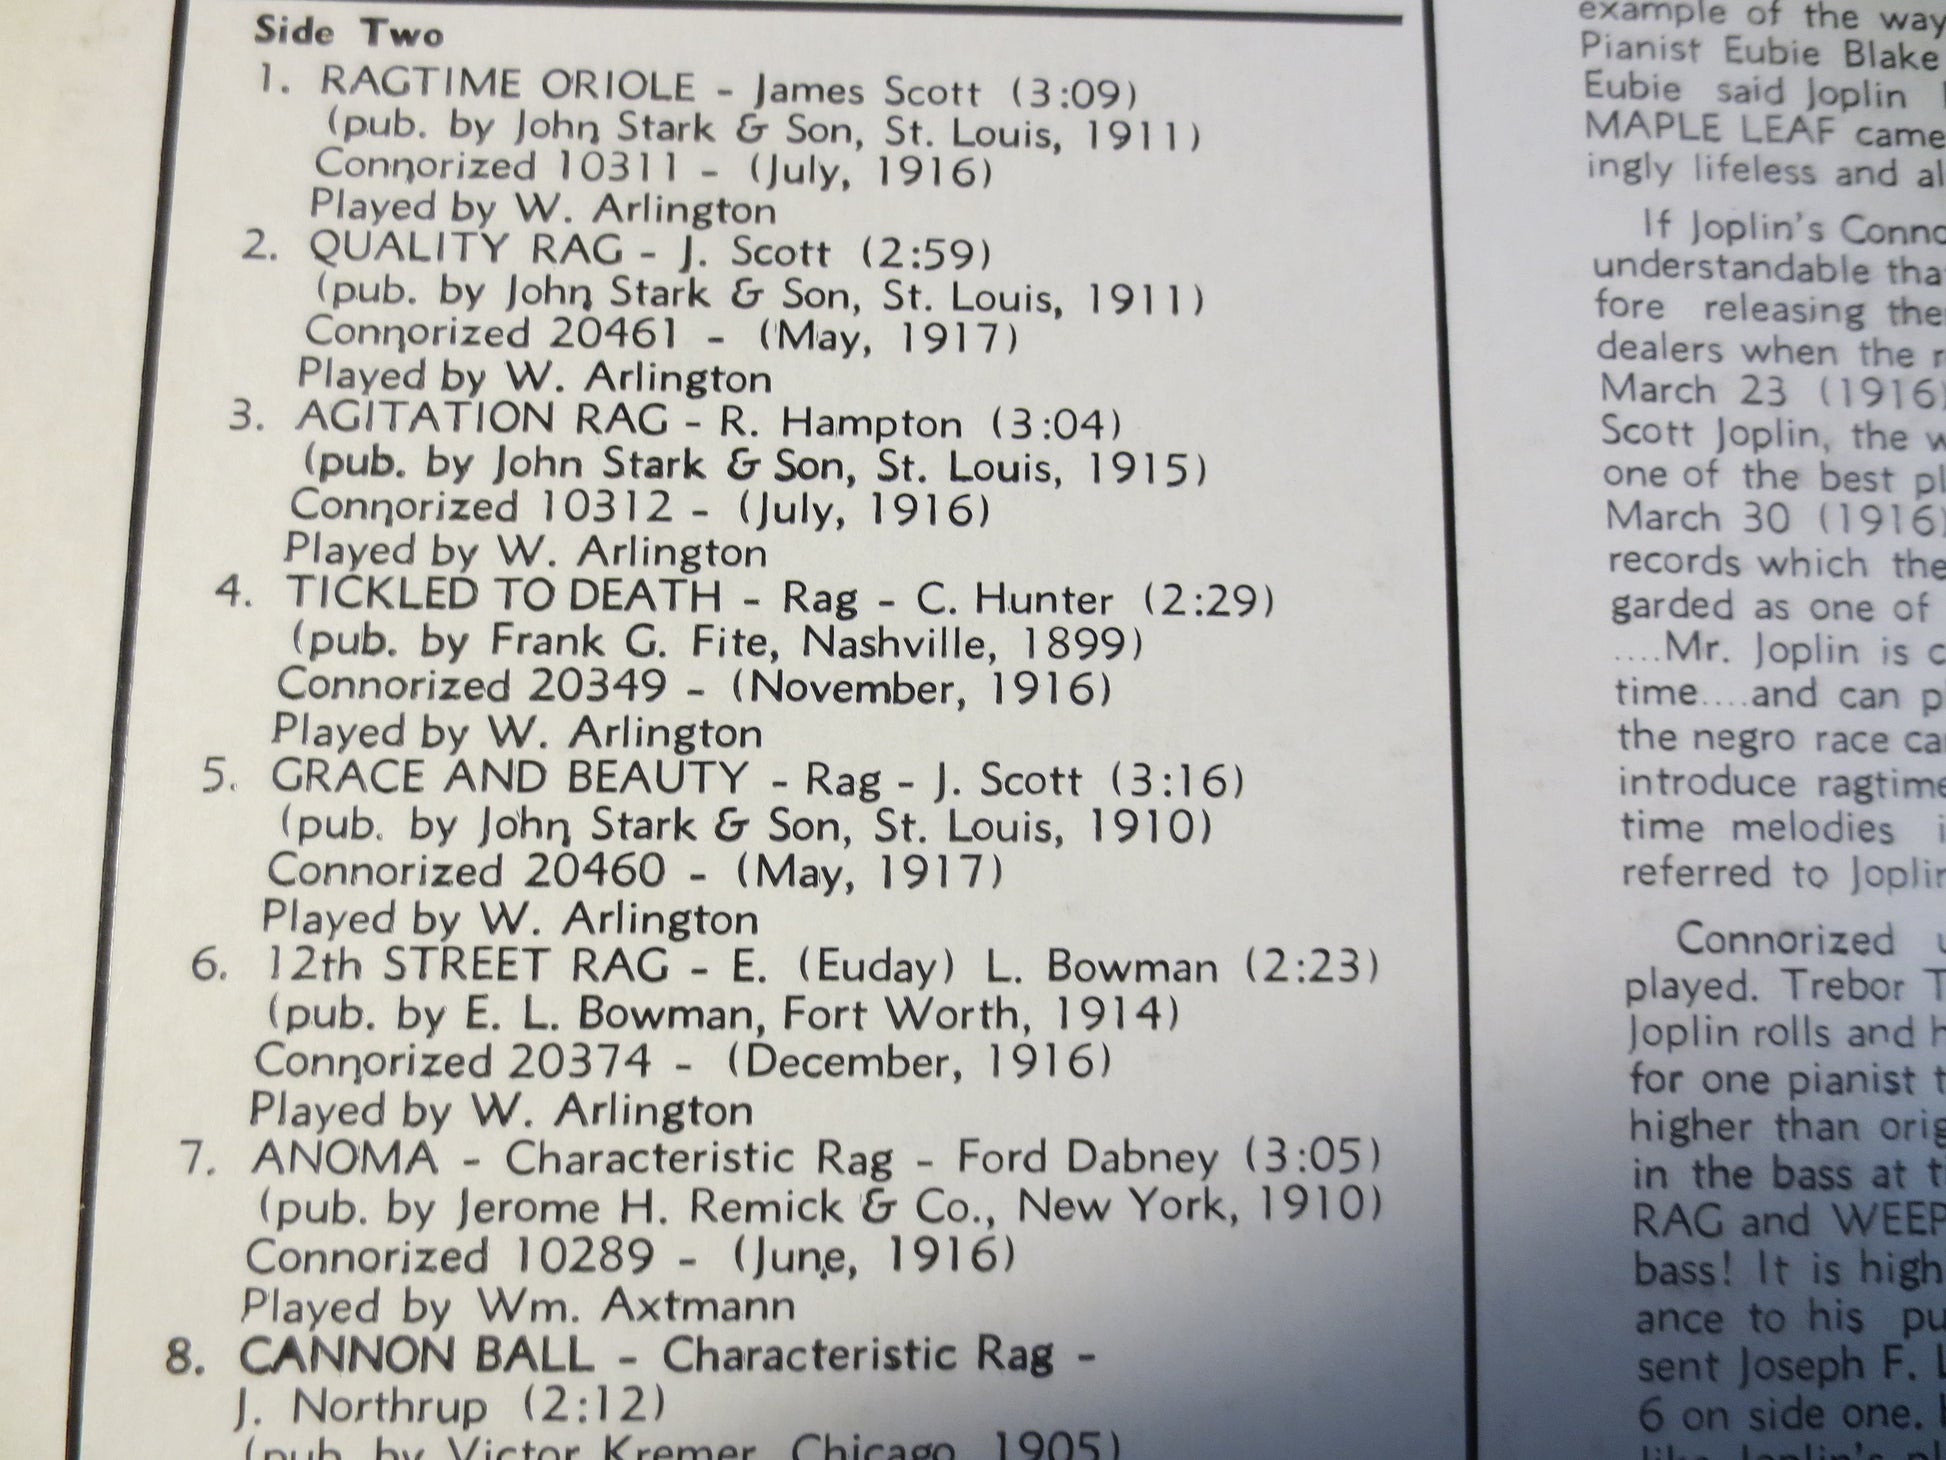 Side Two
1. RAGTIME ORIOLE - James Scott (3:09)
(pub. by John Stark & Son, St. Louis, 1911)
Connorized 10311 - (July, 1916)
Played by W. Arlington
2. QUALITY RAG - J. Scott (2:59)
(pub. by John Stark & Son, St. Louis, 1911)
Connorized 20461 - (May, 1917)
Played by W. Arlington
3. AGITATION RAG - R. Hampton (3:04)
(pub. by John Stark & Son, St. Louis, 1915)
Connorized 10312 - (July, 1916)
Played by W. Arlington
4. TICKLED TO DEATH - Rag - C. Hunter (2:29)
(pub. by Frank G. Fite, Nashville, 1899)
Connorized 20349 - (November, 1916)
Played by W. Arlington
5. GRACE AND BEAUTY - Rag - J. Scott (3:16)
(pub. by John Stark & Son, St. Louis, 1910)
Connorized 20460 - (May, 1917)
Played by W. Arlington
6. 12th STREET RAG - E. (Euday) L. Bowman (2:23)
(pub. by E. L. Bowman, Fort Worth, 1914)
Connorized 20374 - (December, 1916)
Played by W. Arlington
7. ANOMA - Characteristic Rag - Ford Dabney (3:05)
(pub. by Jerome H. Remick & Co., New York, 1910)
Connorized 10289 - (June, 1916)
Played by Wm. Axtmann
8. CANNON BALL - Characteristic Rag -
J. Northrup (2:12)
(pub. by Victor Kremer, Chicago, 1905)
example of the way
Pianist Eubie Blake
Eubie said Joplin
MAPLE LEAF came
ingly lifeless and
If Joplin's
understandable
fore releasing
dealers when the
March 23 (1916)
Scott Joplin, the
one of the best
March 30 (1916)
records which the
garded as one of
....Mr. Joplin is
time....and can
the negro race
introduce
time melodies
referred to
Connorized
played. Trebor
Joplin rolls and
for one pianist
higher than
in the bass at
RAG and
bass! It is
ance to his
sent Joseph F.
6 on side one.